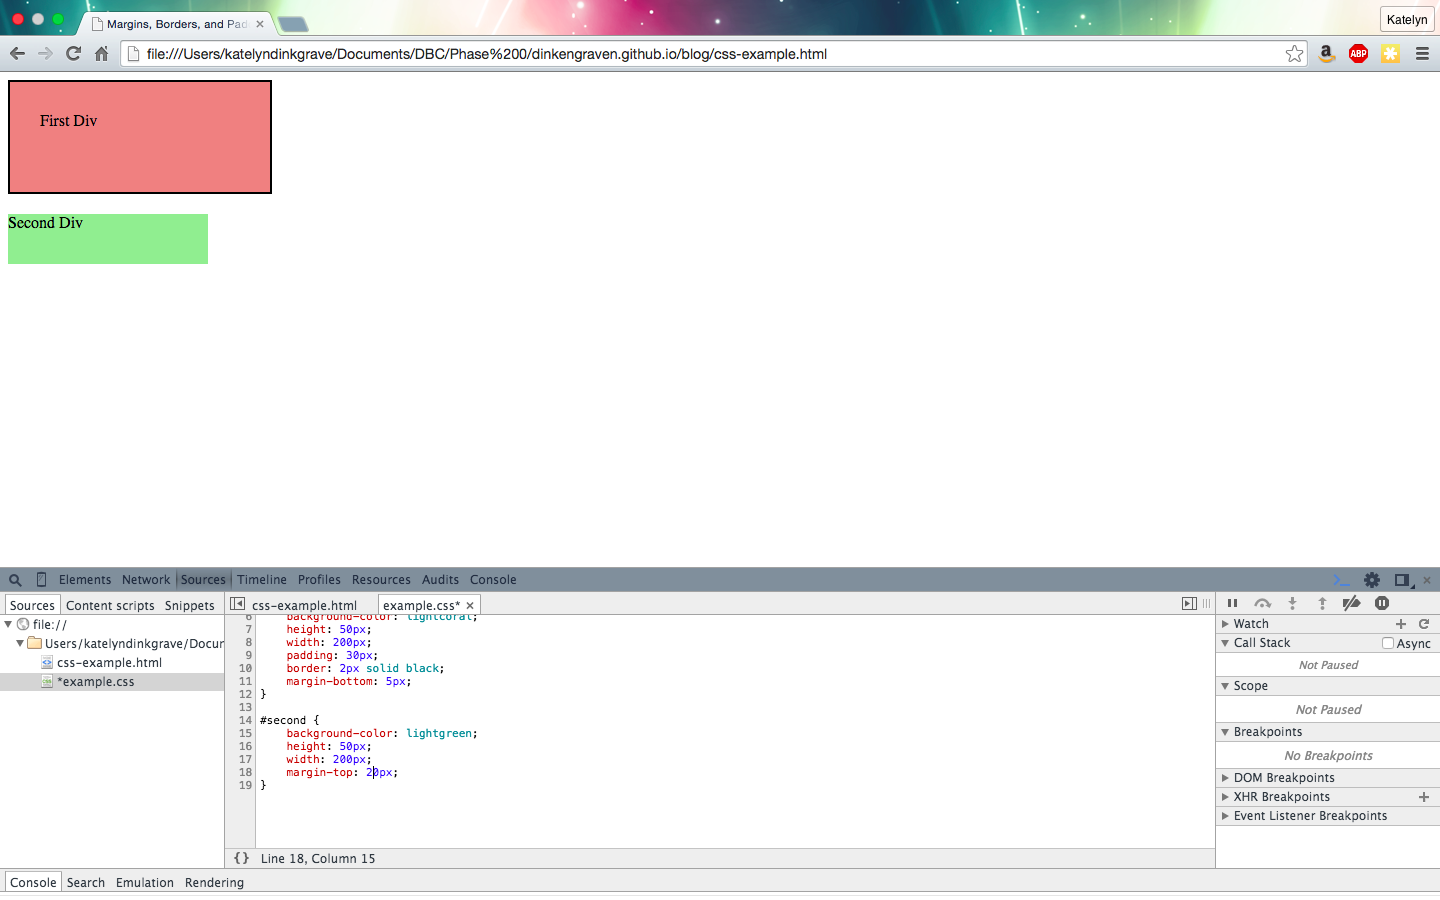 Margins, Borders, and Pad
Katelyn
file:///Users/katelyndinkgrave/Documents/DBC/Phase%200/dinkengraven.github.io/blog/css-example.html
ABP
First Div
Second Div
Elements Network Sources Timeline Profiles Resources Audits Console
Sources Content scripts Snippets
css-example.html example.css*
file://
Users/katelyndinkgrave/Docur
css-example.html
*example.css
6 background-color: lightcoral;
7 height: 50px;
8 width: 200px;
9 padding: 30px;
10 border: 2px solid black;
11 margin-bottom: 5px;
12 }
13
14 #second {
15 background-color: lightgreen;
16 height: 50px;
17 width: 200px;
18 margin-top: 20px;
19 }
{} Line 18, Column 15
Watch
Call Stack Async
Not Paused
Scope
Not Paused
Breakpoints
No Breakpoints
DOM Breakpoints
XHR Breakpoints
Event Listener Breakpoints
Console Search Emulation Rendering